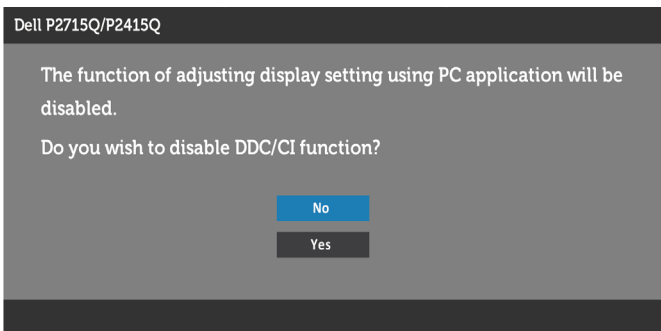 Dell P2715Q/P2415Q
The function of adjusting display setting using PC application will be
disabled.
Do you wish to disable DDC/CI function?
No
Yes